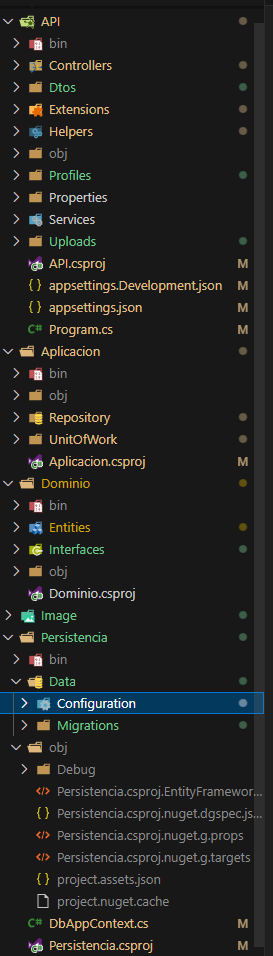 API
bin
Controllers
Dtos
Extensions
Helpers
obj
Profiles
Properties
Services
Uploads
API.csproj M
{ } appsettings.Development.json M
{ } appsettings.json M
C# Program.cs M
Aplicacion
bin
obj
Repository
UnitOfWork
Aplicacion.csproj M
Dominio
bin
Entities
Interfaces
obj
Dominio.csproj
Image
Persistencia
bin
Data
Configuration
Migrations
obj
Debug
Persistencia.csproj.EntityFramewor...
{ } Persistencia.csproj.nuget.dgspec.js...
Persistencia.csproj.nuget.g.props
Persistencia.csproj.nuget.g.targets
{ } project.assets.json
project.nuget.cache
C# DbAppContext.cs M
Persistencia.csproj M